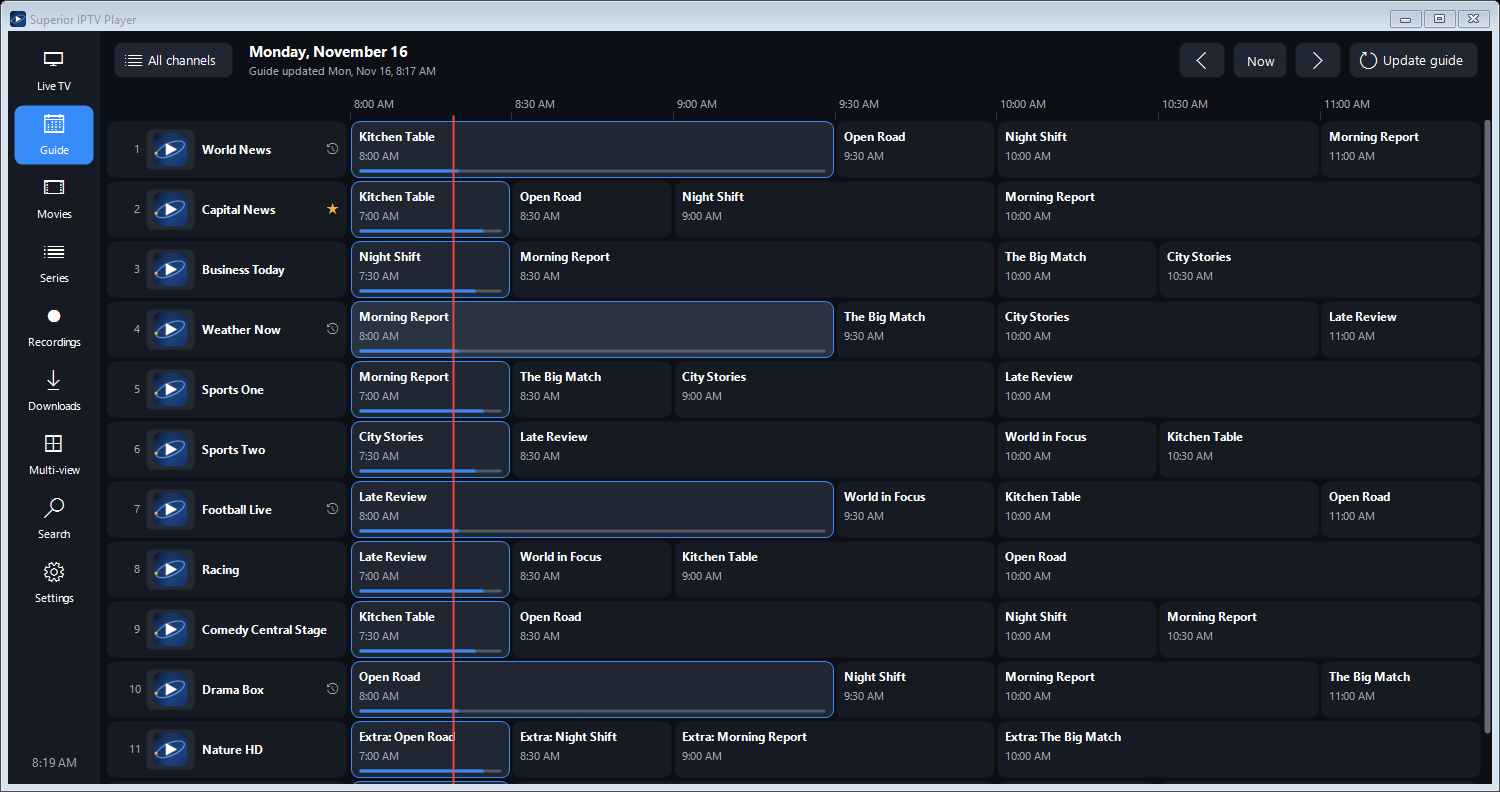 Superior IPTV Player
Live TV
Guide
Movies
Series
Recordings
Downloads
Multi-view
Search
Settings
8:19 AM
All channels
Monday, November 16
Guide updated Mon, Nov 16, 8:17 AM
Now
Update guide
8:00 AM 8:30 AM 9:00 AM 9:30 AM 10:00 AM 10:30 AM 11:00 AM
1 World News
Kitchen Table Open Road Night Shift Morning Report
8:00 AM 9:30 AM 10:00 AM 11:00 AM
2 Capital News
Kitchen Table Open Road Night Shift Morning Report
7:00 AM 8:30 AM 9:00 AM 10:00 AM
3 Business Today
Night Shift Morning Report The Big Match City Stories
7:30 AM 8:30 AM 10:00 AM 10:30 AM
4 Weather Now
Morning Report The Big Match City Stories Late Review
8:00 AM 9:30 AM 10:00 AM 11:00 AM
5 Sports One
Morning Report The Big Match City Stories Late Review
7:00 AM 8:30 AM 9:00 AM 10:00 AM
6 Sports Two
City Stories Late Review World in Focus Kitchen Table
7:30 AM 8:30 AM 10:00 AM 10:30 AM
7 Football Live
Late Review World in Focus Kitchen Table Open Road
8:00 AM 9:30 AM 10:00 AM 11:00 AM
8 Racing
Late Review World in Focus Kitchen Table Open Road
7:00 AM 8:30 AM 9:00 AM 10:00 AM
9 Comedy Central Stage
Kitchen Table Open Road Night Shift Morning Report
7:30 AM 8:30 AM 10:00 AM 10:30 AM
10 Drama Box
Open Road Night Shift Morning Report The Big Match
8:00 AM 9:30 AM 10:00 AM 11:00 AM
11 Nature HD
Extra: Open Road Extra: Night Shift Extra: Morning Report Extra: The Big Match
7:00 AM 8:30 AM 9:00 AM 10:00 AM